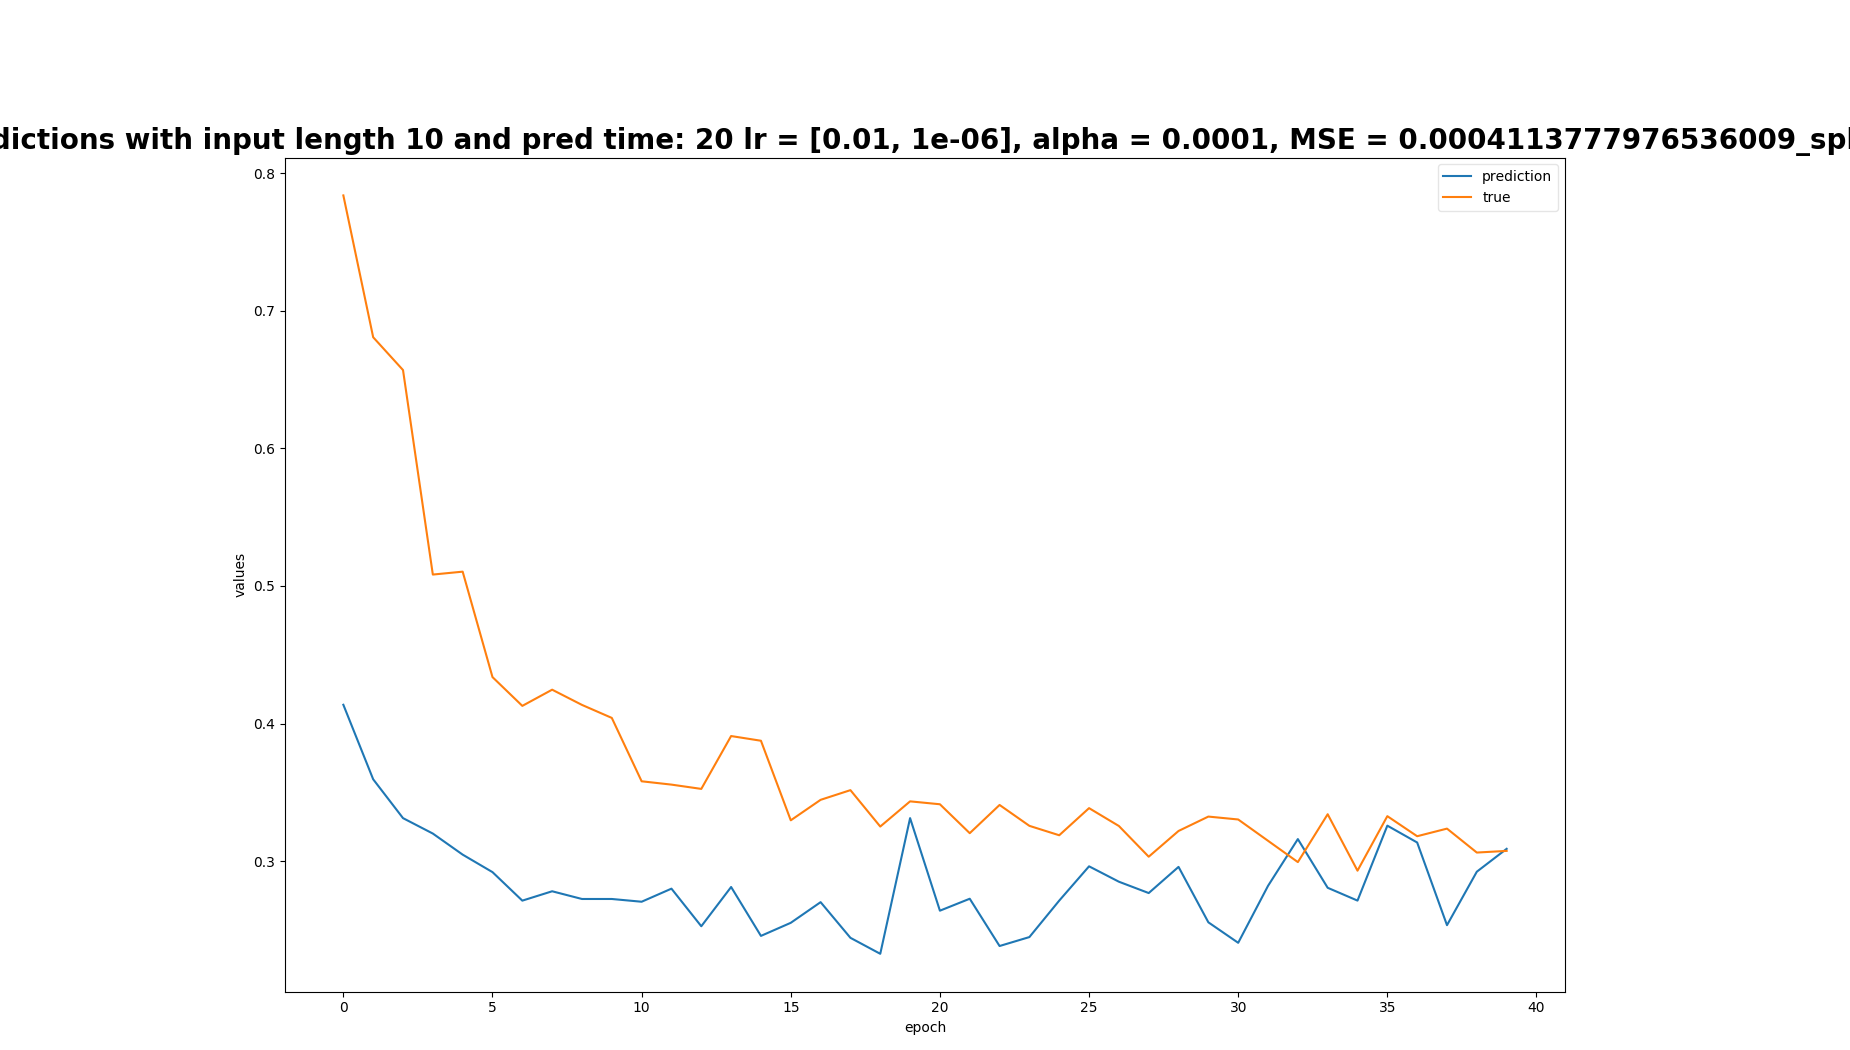 dictions with input length 10 and pred time: 20 lr = [0.01, 1e-06], alpha = 0.0001, MSE = 0.0004113777976536009_spl
prediction
true
0.8
0.7
0.6
0.5
0.4
0.3
values
0 5 10 15 20 25 30 35 40
epoch